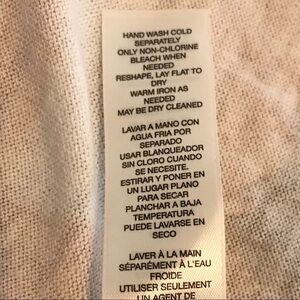 HAND WASH COLD
SEPARATELY
ONLY NON-CHLORINE
BLEACH WHEN
NEEDED
RESHAPE, LAY FLAT TO
DRY
WARM IRON AS
NEEDED
MAY BE DRY CLEANED
LAVAR A MANO CON
AGUA FRIA POR
SEPARADO
USAR BLANQUEADOR
SIN CLORO CUANDO
SE NECESITE.
ESTIRAR Y PONER EN
UN LUGAR PLANO
PARA SECAR
PLANCHAR A BAJA
TEMPERATURA
PUEDE LAVARSE EN
SECO
LAVER À LA MAIN
SÉPARÉMENT À L'EAU
FROIDE
UTILISER SEULEMENT
UN AGENT DE